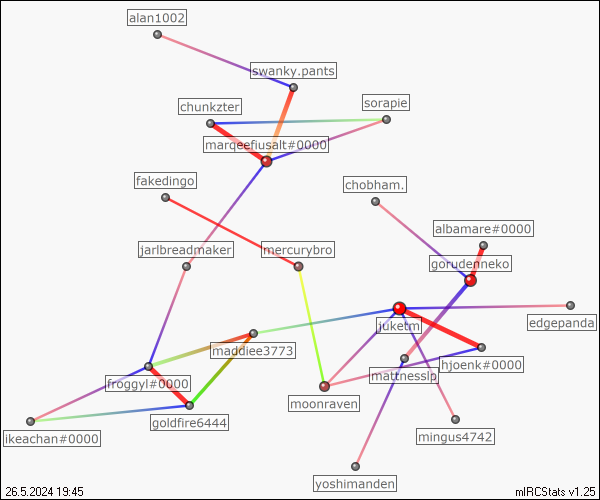 alan1002
swanky.pants
chunkzter
sorapie
marqeefiusalt#0000
fakedingo
chobham.
albamare#0000
jarlbreadmaker
mercurybro
gorudenneko
juketm
edgepanda
maddiee3773
hjoenk#0000
froggyl#0000
mattnesslp
moonraven
goldfire6444
ikeachan#0000
mingus4742
yoshimanden
26.5.2024 19:45
mIRCStats v1.25